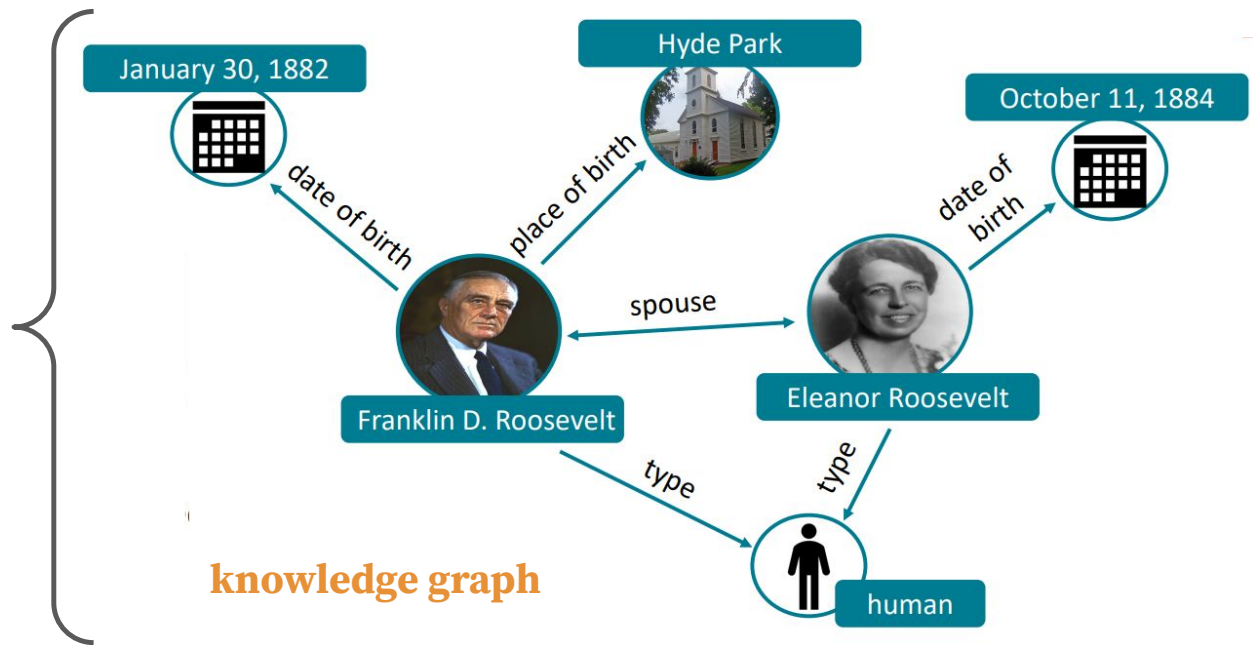 Hyde Park
January 30, 1882
October 11, 1884
date of birth
place of birth
date of
birth
spouse
Franklin D. Roosevelt
Eleanor Roosevelt
type
type
knowledge graph
human